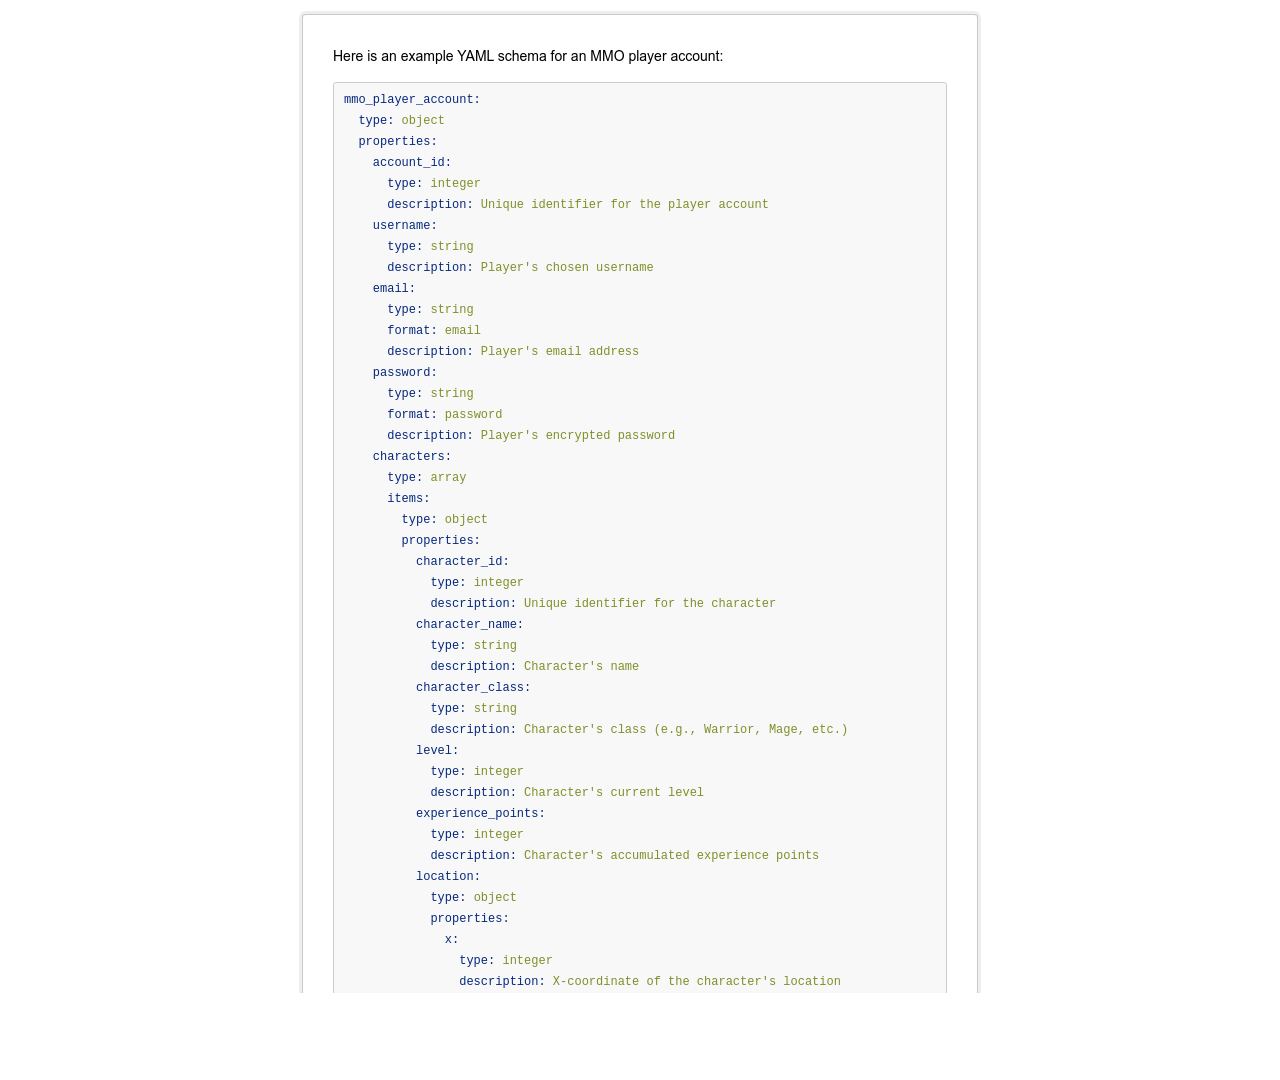 Here is an example YAML schema for an MMO player account:
mmo_player_account:
  type: object
  properties:
    account_id:
      type: integer
      description: Unique identifier for the player account
    username:
      type: string
      description: Player's chosen username
    email:
      type: string
      format: email
      description: Player's email address
    password:
      type: string
      format: password
      description: Player's encrypted password
    characters:
      type: array
      items:
        type: object
        properties:
          character_id:
            type: integer
            description: Unique identifier for the character
          character_name:
            type: string
            description: Character's name
          character_class:
            type: string
            description: Character's class (e.g., Warrior, Mage, etc.)
          level:
            type: integer
            description: Character's current level
          experience_points:
            type: integer
            description: Character's accumulated experience points
          location:
            type: object
            properties:
              x:
                type: integer
                description: X-coordinate of the character's location